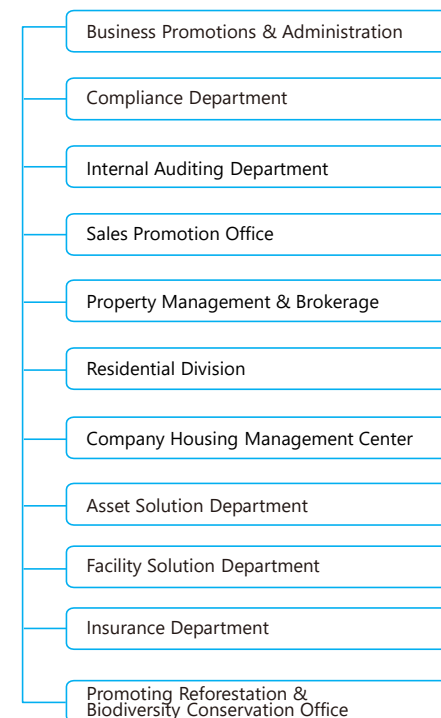 Business Promotions & Administration
Compliance Department
Internal Auditing Department
Sales Promotion Office
Property Management & Brokerage
Residential Division
Company Housing Management Center
Asset Solution Department
Facility Solution Department
Insurance Department
Promoting Reforestation &
Biodiversity Conservation Office